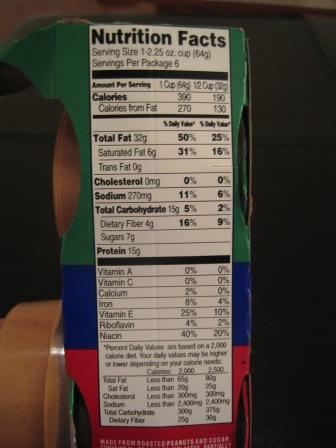 Nutrition Facts
Serving Size 1-2.25 oz. cup (64g)
Servings Per Package 6
Amount Per Serving 1 Cup (64g) 1/2 Cup (32g)
Calories 390 190
Calories from Fat 270 130
% Daily Value* % Daily Value*
Total Fat 32g 50% 25%
Saturated Fat 6g 31% 16%
Trans Fat 0g
Cholesterol 0mg 0% 0%
Sodium 270mg 11% 6%
Total Carbohydrate 15g 5% 2%
Dietary Fiber 4g 16% 9%
Sugars 7g
Protein 15g
Vitamin A 0% 0%
Vitamin C 0% 0%
Calcium 2% 0%
Iron 8% 4%
Vitamin E 25% 10%
Riboflavin 4% 2%
Niacin 40% 20%
*Percent Daily Values are based on a 2,000
calorie diet. Your daily values may be higher
or lower depending on your calorie needs:
Calories: 2,000 2,500
Total Fat Less than 65g 80g
Sat Fat Less than 20g 25g
Cholesterol Less than 300mg 300mg
Sodium Less than 2,400mg 2,400mg
Total Carbohydrate 300g 375g
Dietary Fiber 25g 30g
MADE FROM ROASTED PEANUTS AND SUGAR
PARTIALLY